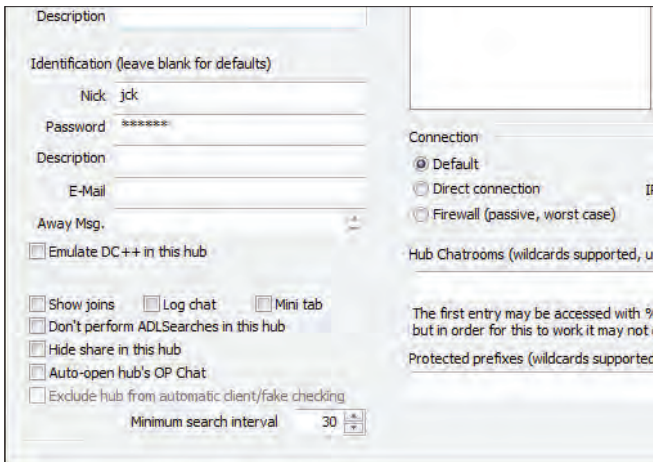 Description
Identification (leave blank for defaults)
Nick jck
Password ******
Description
E-Mail
Away Msg.
Emulate DC++ in this hub
Show joins Log chat Mini tab
Don't perform ADLSearches in this hub
Hide share in this hub
Auto-open hub's OP Chat
Exclude hub from automatic client/fake checking
Minimum search interval 30
Connection
Default
Direct connection
Firewall (passive, worst case)
Hub Chatrooms (wildcards supported, u
The first entry may be accessed with %
but in order for this to work it may not
Protected prefixes (wildcards supported